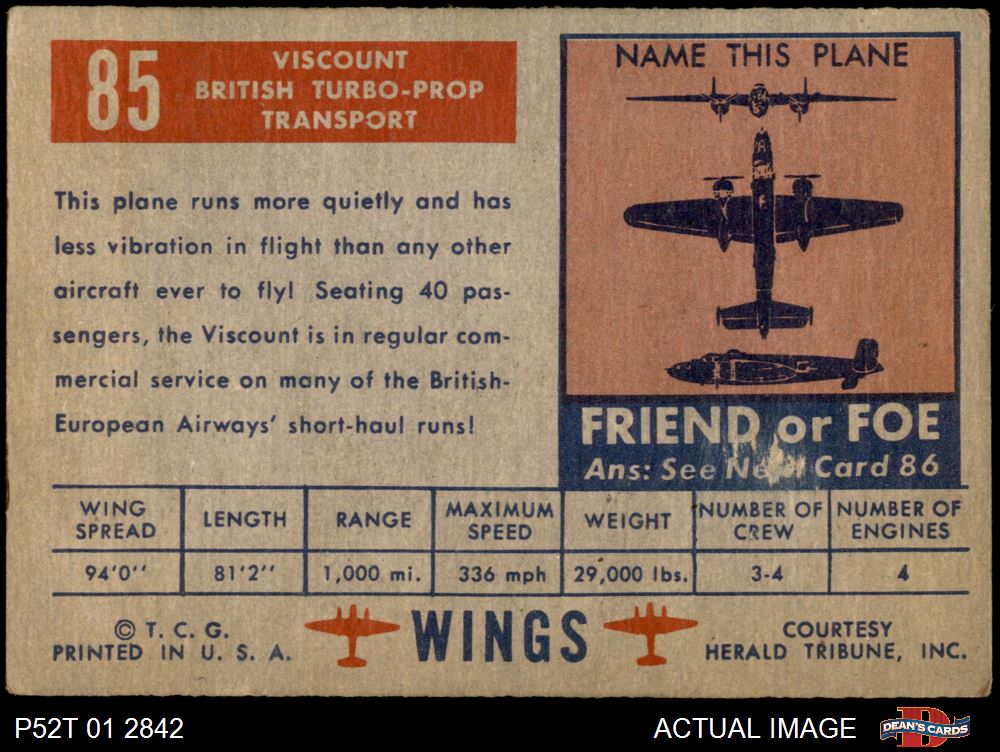 85
VISCOUNT
BRITISH TURBO-PROP
TRANSPORT
This plane runs more quietly and has
less vibration in flight than any other
aircraft ever to fly! Seating 40 pas-
sengers, the Viscount is in regular com-
mercial service on many of the British-
European Airways' short-haul runs!
NAME THIS PLANE
FRIEND or FOE
Ans: See Card 86
WING SPREAD LENGTH RANGE MAXIMUM SPEED WEIGHT NUMBER OF CREW NUMBER OF ENGINES
94'0'' 81'2'' 1,000 mi. 336 mph 29,000 lbs. 3-4 4
© T. C. G.
PRINTED IN U. S. A.
WINGS
COURTESY
HERALD TRIBUNE, INC.
P52T 01 2842
ACTUAL IMAGE
DEAN'S CARDS